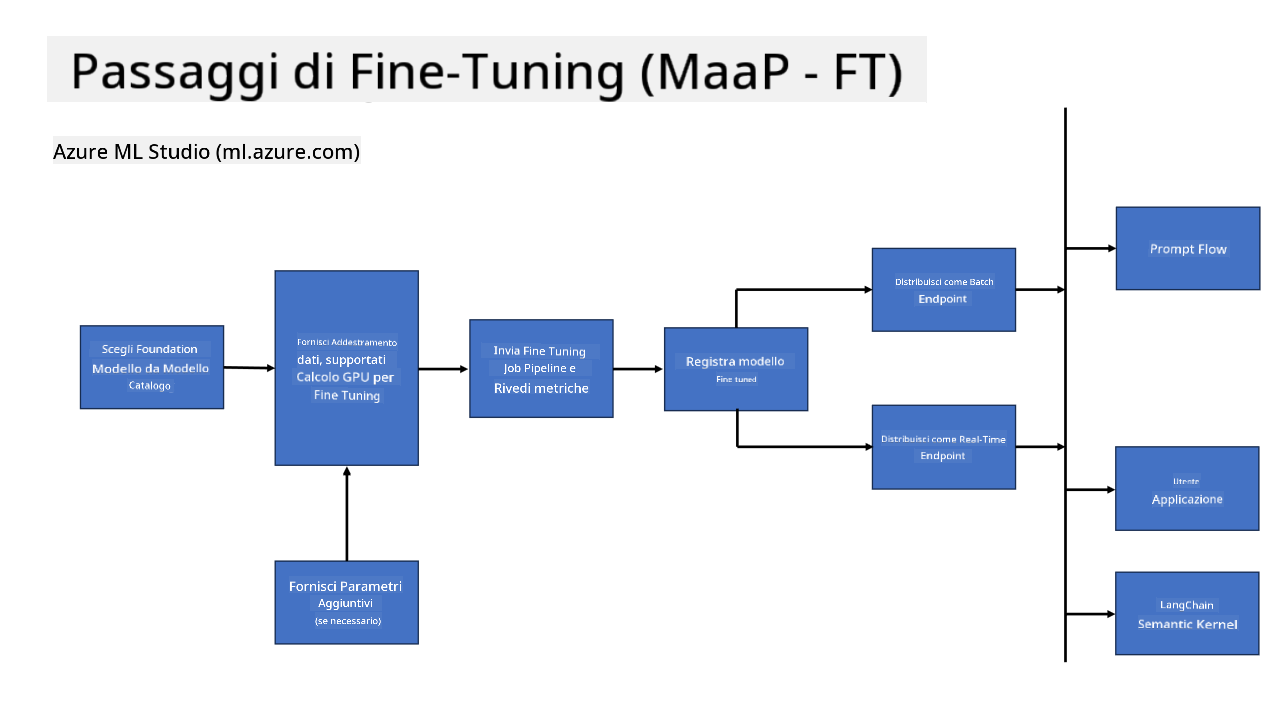 Passaggi di Fine-Tuning (MaaP - FT)
Azure ML Studio (ml.azure.com)
Scegli Foundation
Modello da Modello
Catalogo
Fornisci Addestramento
dati, supportati
Calcolo GPU per
Fine Tuning
Fornisci Parametri
Aggiuntivi
(se necessario)
Invia Fine Tuning
Job Pipeline e
Rivedi metriche
Registra modello
Fine tuned
Distribuisci come Batch
Endpoint
Distribuisci come Real-Time
Endpoint
Prompt Flow
Utente
Applicazione
LangChain
Semantic Kernel